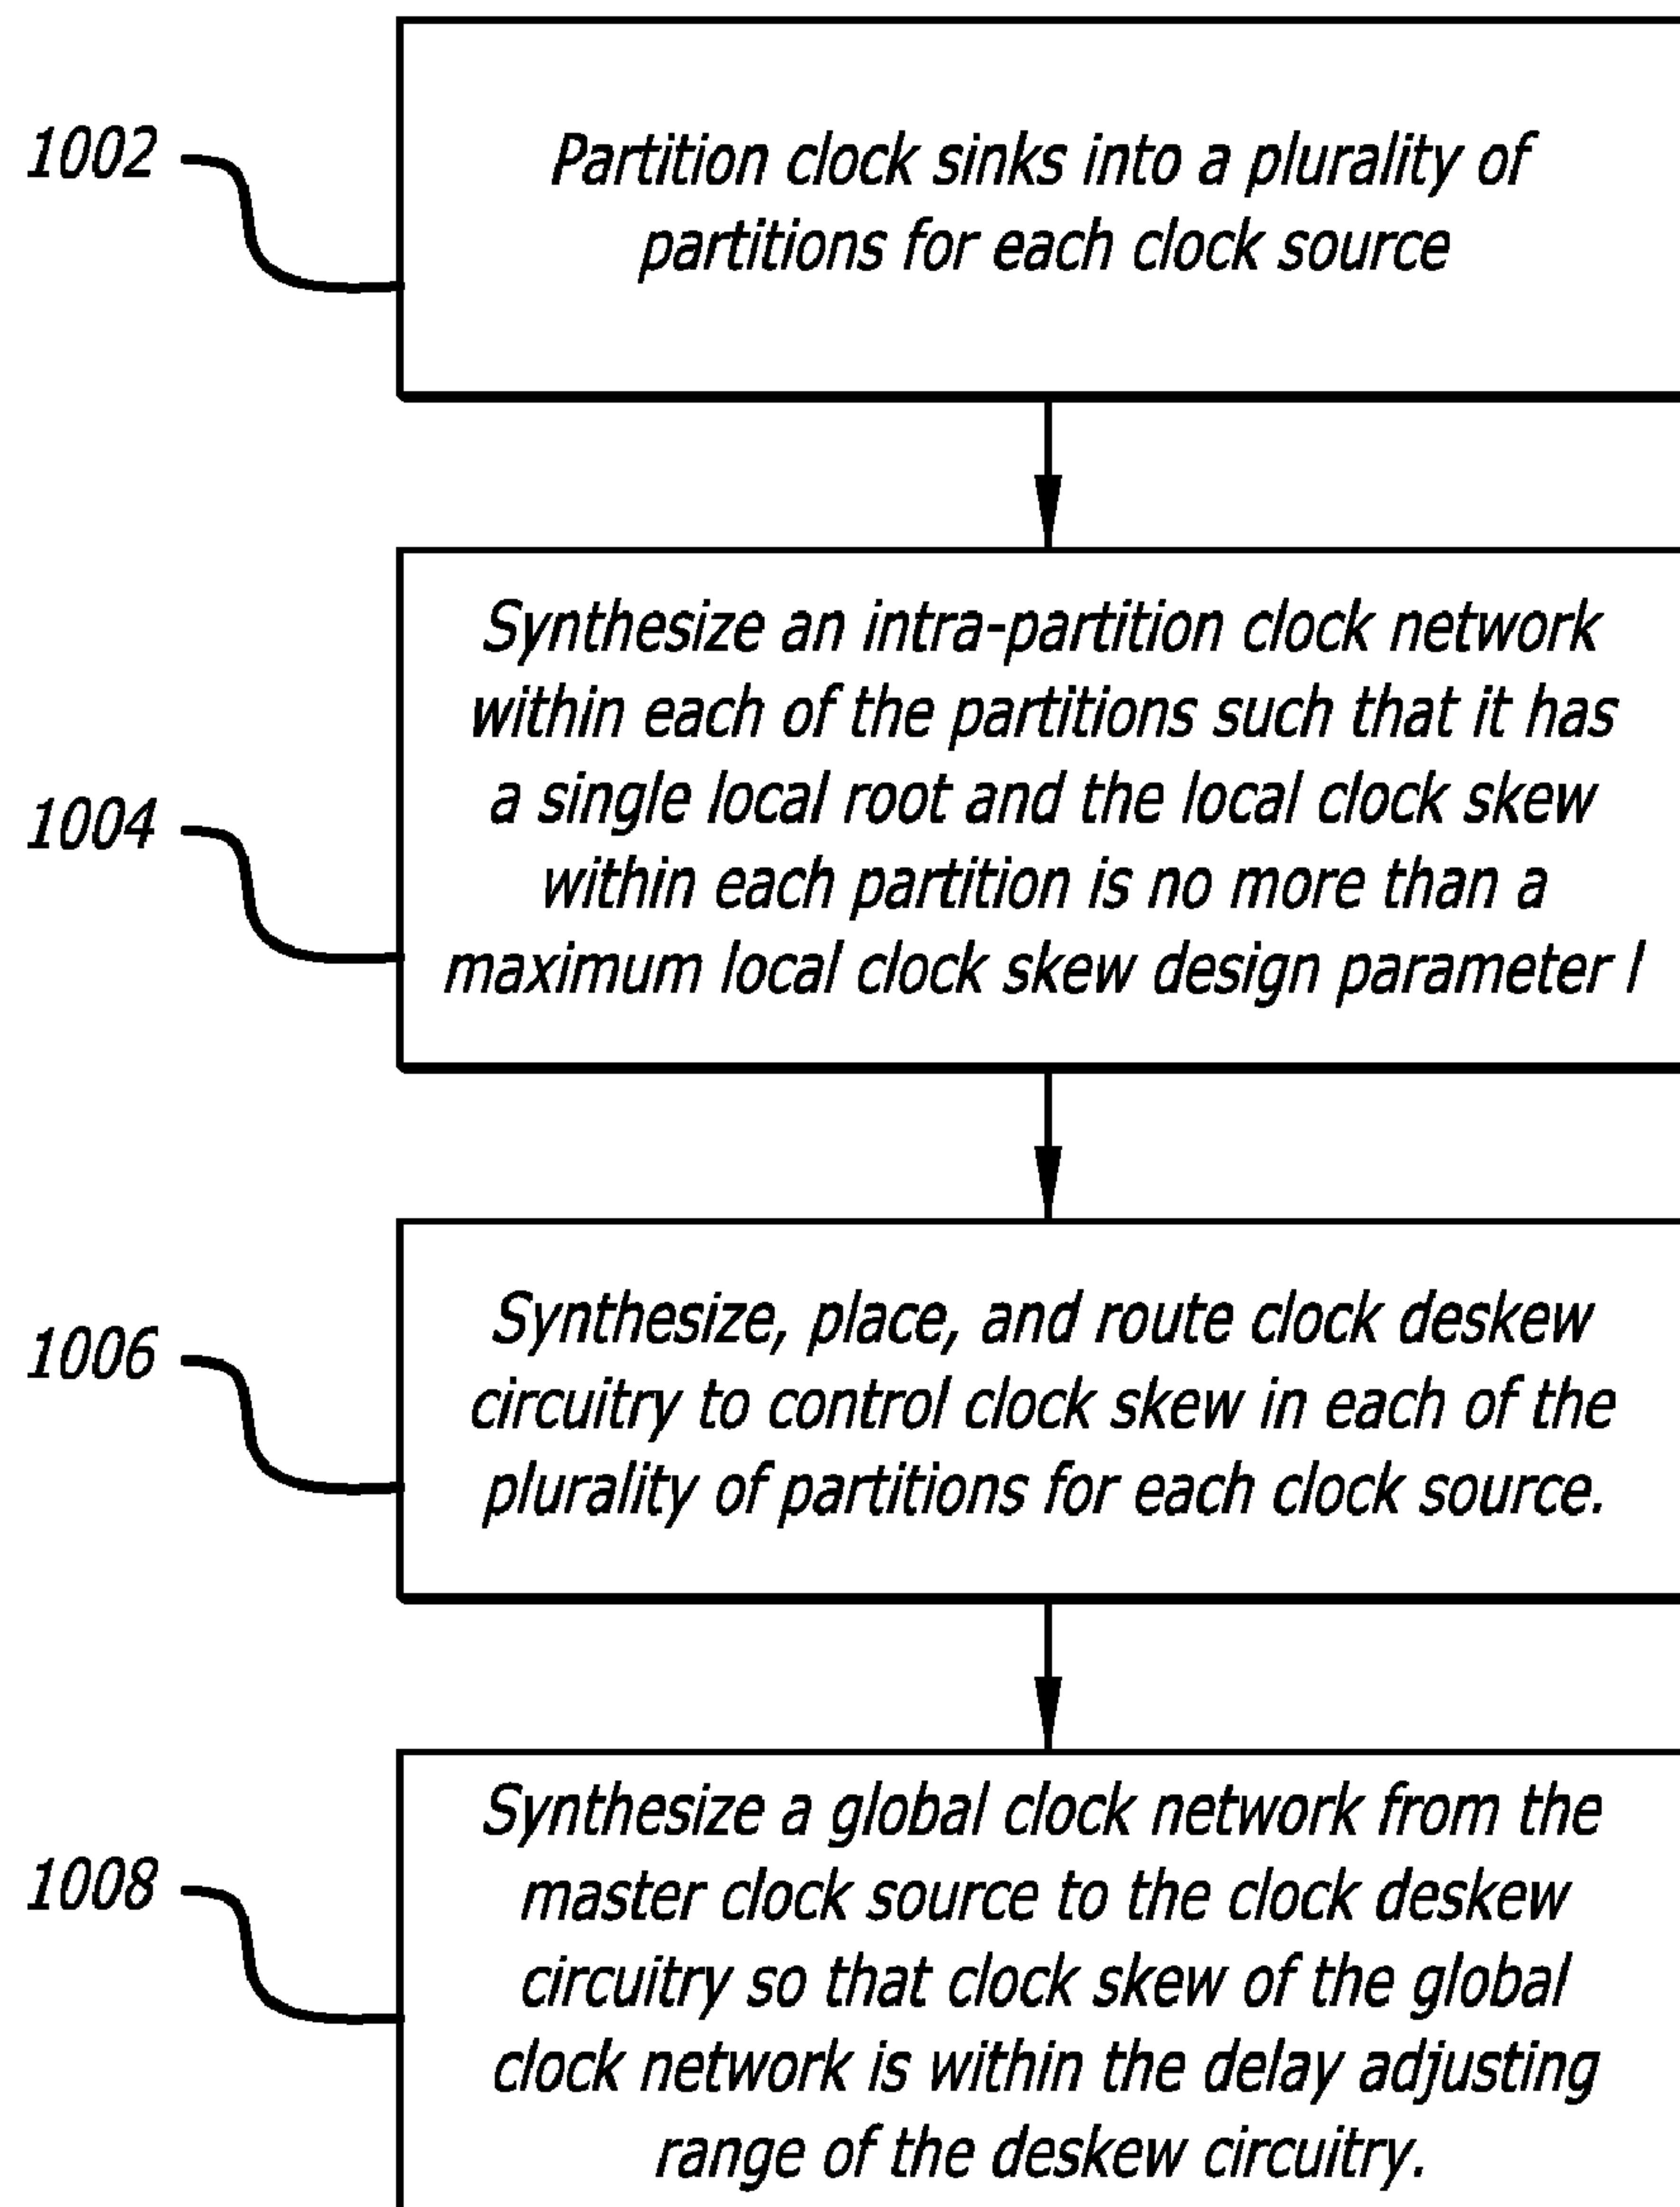 1002
Partition clock sinks into a plurality of
partitions for each clock source
1004
Synthesize an intra-partition clock network
within each of the partitions such that it has
a single local root and the local clock skew
within each partition is no more than a
maximum local clock skew design parameter l
1006
Synthesize, place, and route clock deskew
circuitry to control clock skew in each of the
plurality of partitions for each clock source.
1008
Synthesize a global clock network from the
master clock source to the clock deskew
circuitry so that clock skew of the global
clock network is within the delay adjusting
range of the deskew circuitry.